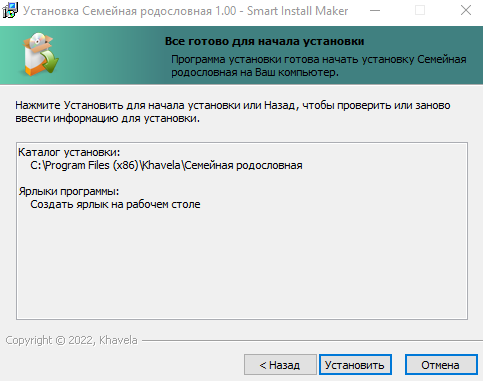 Установка Семейная родословная 1.00 - Smart Install Maker
Все готово для начала установки
Программа установки готова начать установку Семейная
родословная на Ваш компьютер.
Нажмите Установить для начала установки или Назад, чтобы проверить или заново
ввести информацию для установки.
Каталог установки:
C:\Program Files (x86)\Khavela\Семейная родословная
Ярлыки программы:
Создать ярлык на рабочем столе
Copyright © 2022, Khavela
< Назад
Установить
Отмена